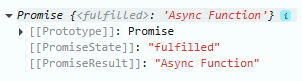 ▼ Promise {<fulfilled>: 'Async Function'} i
▶ [[Prototype]]: Promise
[[PromiseState]]: "fulfilled"
[[PromiseResult]]: "Async Function"